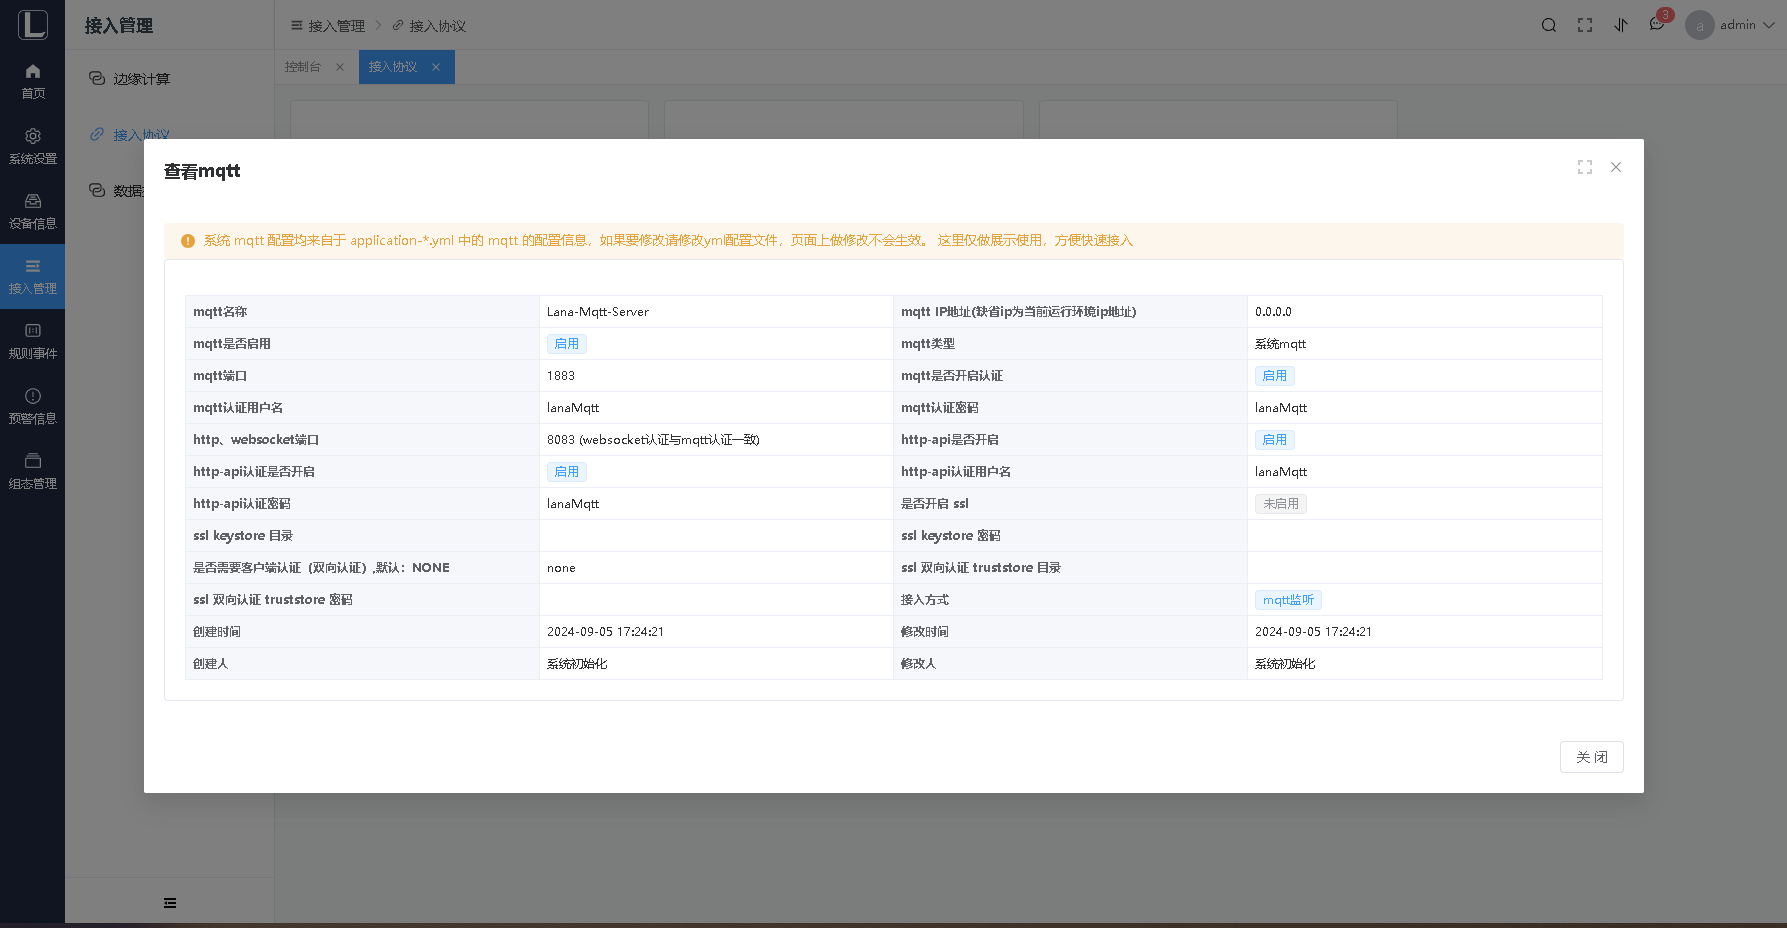 L
接入管理
接入管理
接入协议
3
a
admin
控制台
接入协议
首页
系统设置
设备信息
接入管理
规则事件
预警信息
组态管理
边缘计算
接入协议
数据
查看mqtt
系统 mqtt 配置均来自于 application-*.yml 中的 mqtt 的配置信息，如果要修改请修改yml配置文件，页面上做修改不会生效。 这里仅做展示使用，方便快速接入
mqtt名称 Lana-Mqtt-Server mqtt IP地址(缺省ip为当前运行环境ip地址) 0.0.0.0
mqtt是否启用 启用 mqtt类型 系统mqtt
mqtt端口 1883 mqtt是否开启认证 启用
mqtt认证用户名 lanaMqtt mqtt认证密码 lanaMqtt
http、websocket端口 8083 (websocket认证与mqtt认证一致) http-api是否开启 启用
http-api认证是否开启 启用 http-api认证用户名 lanaMqtt
http-api认证密码 lanaMqtt 是否开启 ssl 未启用
ssl keystore 目录 ssl keystore 密码
是否需要客户端认证（双向认证）,默认：NONE none ssl 双向认证 truststore 目录
ssl 双向认证 truststore 密码 接入方式 mqtt监听
创建时间 2024-09-05 17:24:21 修改时间 2024-09-05 17:24:21
创建人 系统初始化 修改人 系统初始化
关 闭